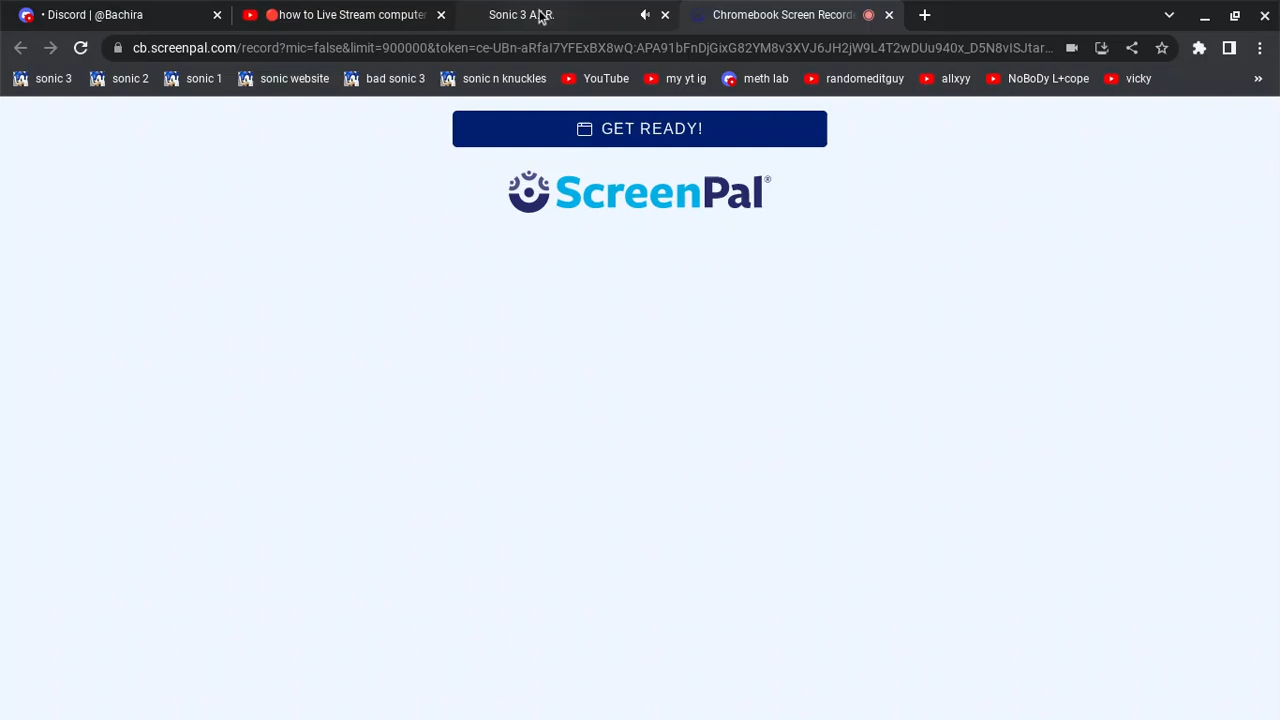 • Discord | @Bachira
how to Live Stream computer
Sonic 3 A.I.R.
Chromebook Screen Record
cb.screenpal.com/record?mic=false&limit=900000&token=ce-UBn-aRfaI7YFExBX8wQ:APA91bFnDjGixG82YM8v3XVJ6JH2jW9L4T2wDUu940x_D5N8vISJtar...
sonic 3
sonic 2
sonic 1
sonic website
bad sonic 3
sonic n knuckles
YouTube
my yt ig
meth lab
randomeditguy
allxyy
NoBoDy L+cope
vicky
»
GET READY!
ScreenPal®